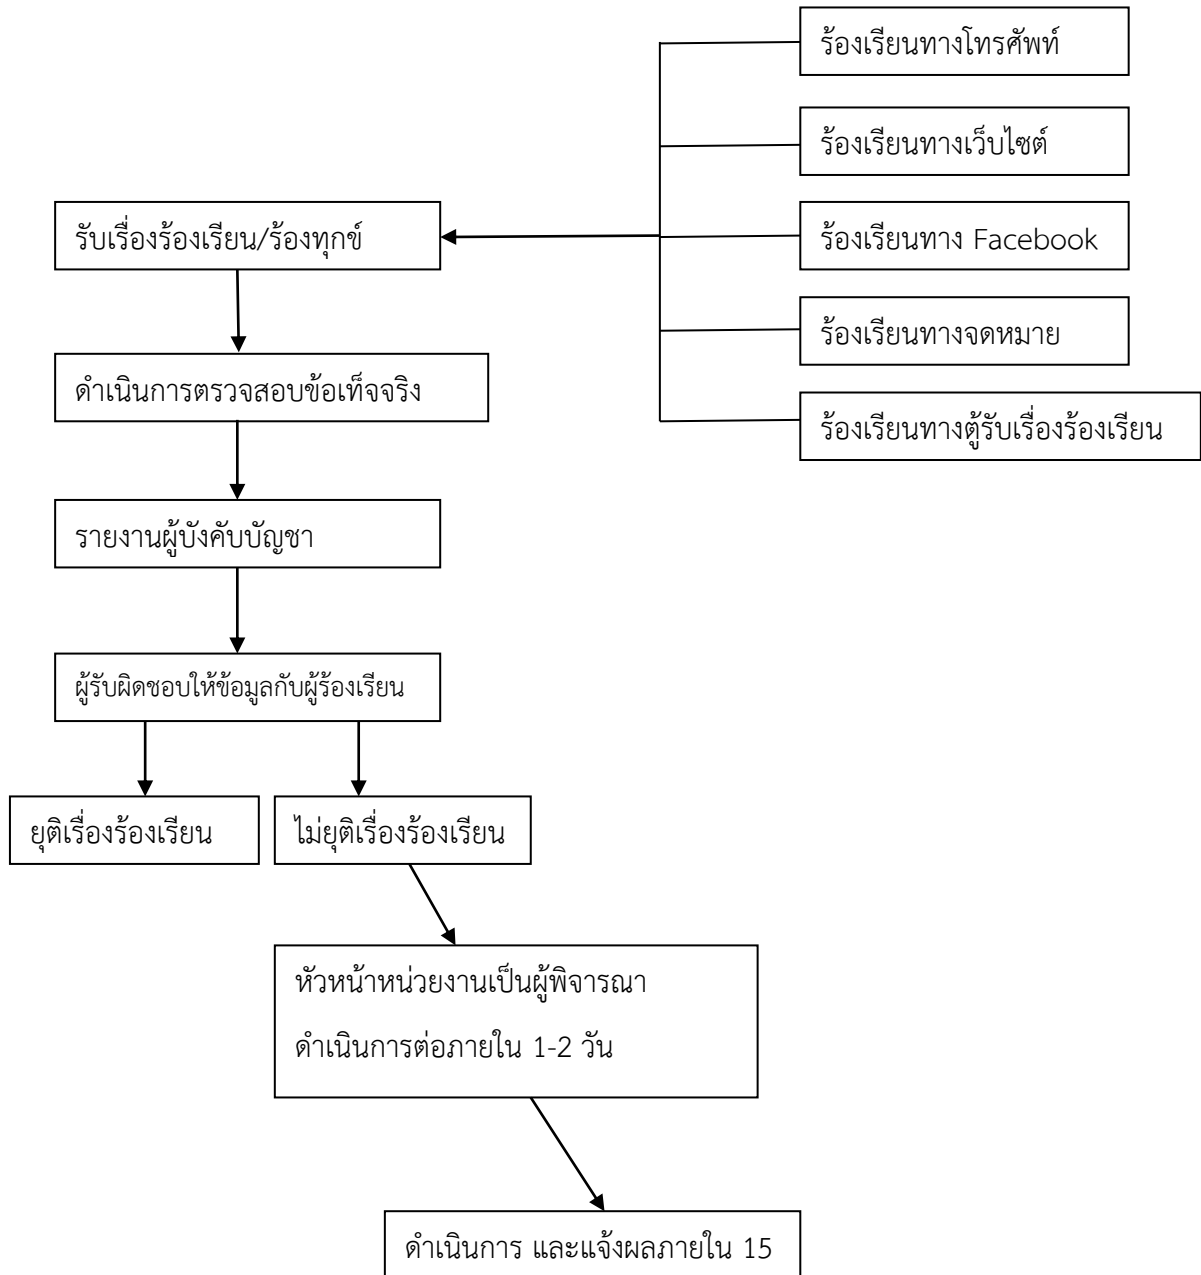 ร้องเรียนทางโทรศัพท์
ร้องเรียนทางเว็บไซต์
รับเรื่องร้องเรียน/ร้องทุกข์
ร้องเรียนทาง Facebook
ร้องเรียนทางจดหมาย
ดำเนินการตรวจสอบข้อเท็จจริง
ร้องเรียนทางตู้รับเรื่องร้องเรียน
รายงานผู้บังคับบัญชา
ผู้รับผิดชอบให้ข้อมูลกับผู้ร้องเรียน
ยุติเรื่องร้องเรียน
ไม่ยุติเรื่องร้องเรียน
หัวหน้าหน่วยงานเป็นผู้พิจารณา
ดำเนินการต่อภายใน 1-2 วัน
ดำเนินการ และแจ้งผลภายใน 15